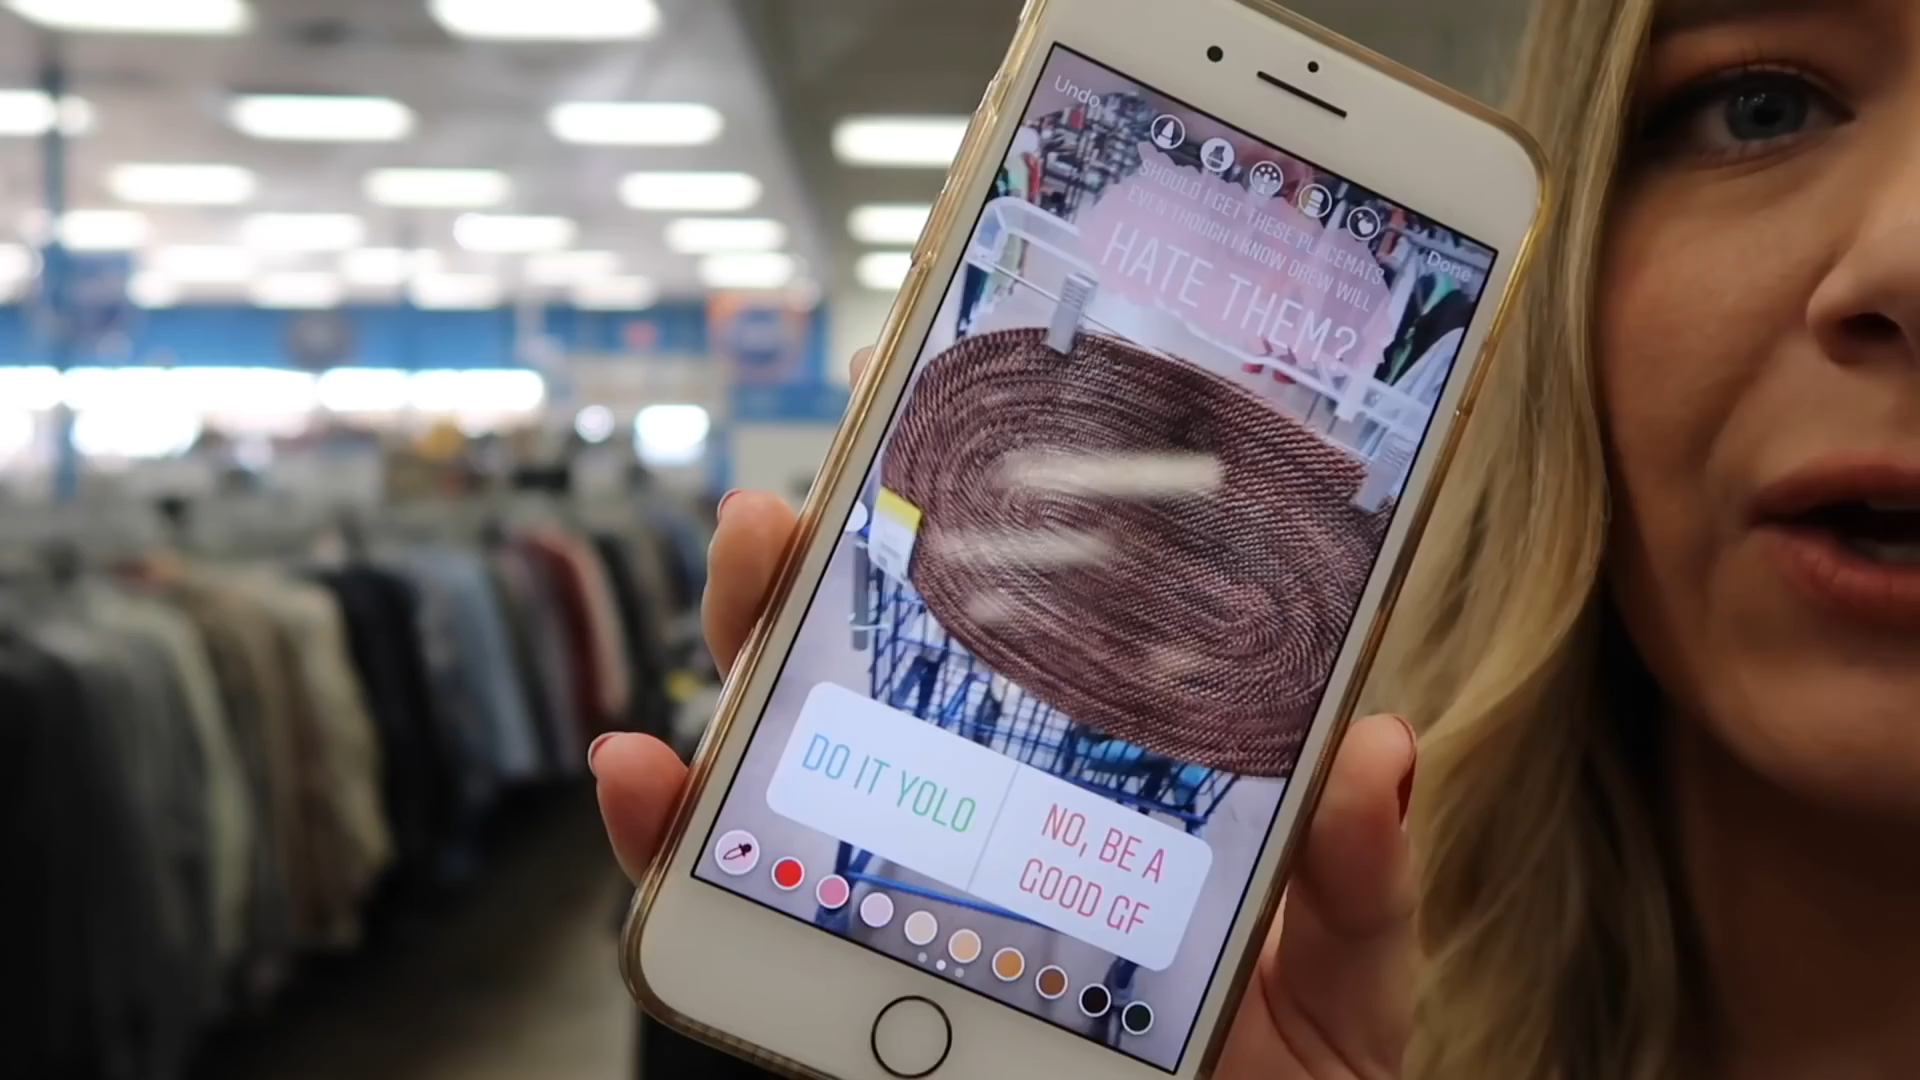 Undo
SHOULD I GET THESE PLACEMATS
EVEN THOUGH I KNOW DREW WILL
HATE THEM?
Done
DO IT YOLO
NO, BE A
GOOD GF